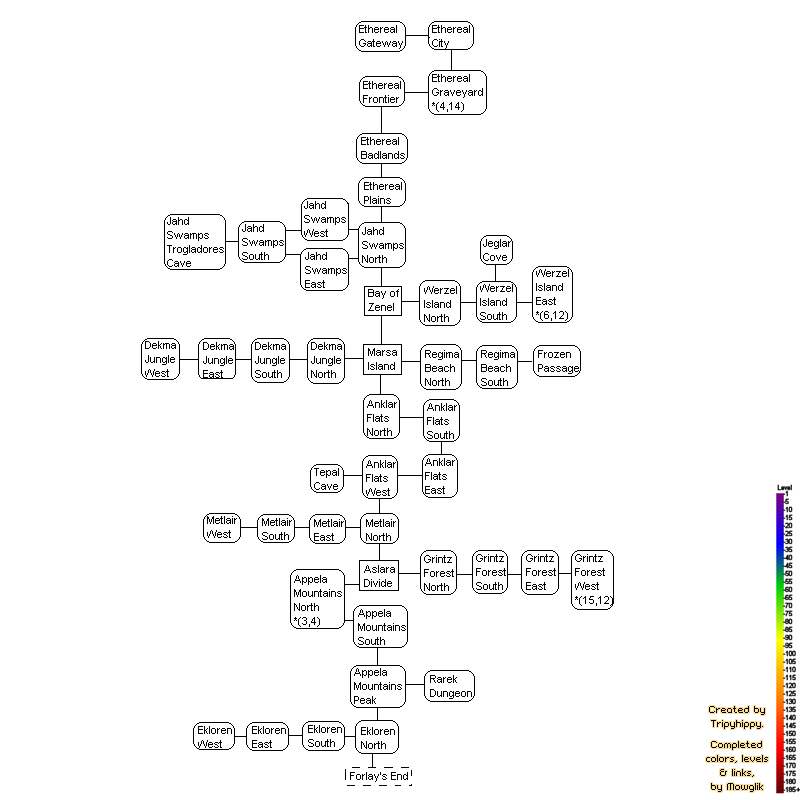 Ethereal
Gateway
Ethereal
City
Ethereal
Frontier
Ethereal
Graveyard
*(4,14)
Ethereal
Badlands
Ethereal
Plains
Jahd
Swamps
Trogladores
Cave
Jahd
Swamps
South
Jahd
Swamps
West
Jahd
Swamps
East
Jahd
Swamps
North
Jeglar
Cove
Bay of
Zenel
Werzel
Island
North
Werzel
Island
South
Werzel
Island
East
*(6,12)
Dekma
Jungle
West
Dekma
Jungle
East
Dekma
Jungle
South
Dekma
Jungle
North
Marsa
Island
Regima
Beach
North
Regima
Beach
South
Frozen
Passage
Anklar
Flats
North
Anklar
Flats
South
Tepal
Cave
Anklar
Flats
West
Anklar
Flats
East
Metlair
West
Metlair
South
Metlair
East
Metlair
North
Aslara
Divide
Grintz
Forest
North
Grintz
Forest
South
Grintz
Forest
East
Grintz
Forest
West
*(15,12)
Appela
Mountains
North
*(3,4)
Appela
Mountains
South
Appela
Mountains
Peak
Rarek
Dungeon
Ekloren
West
Ekloren
East
Ekloren
South
Ekloren
North
Forlay's End
Level
1
5
10
15
20
25
30
35
40
45
50
55
60
65
70
75
80
85
90
95
100
105
110
115
120
125
130
135
140
145
150
155
160
165
170
175
180
185+
Created by
Tripyhippy.
Completed
colors, levels
& links,
by Mowglik